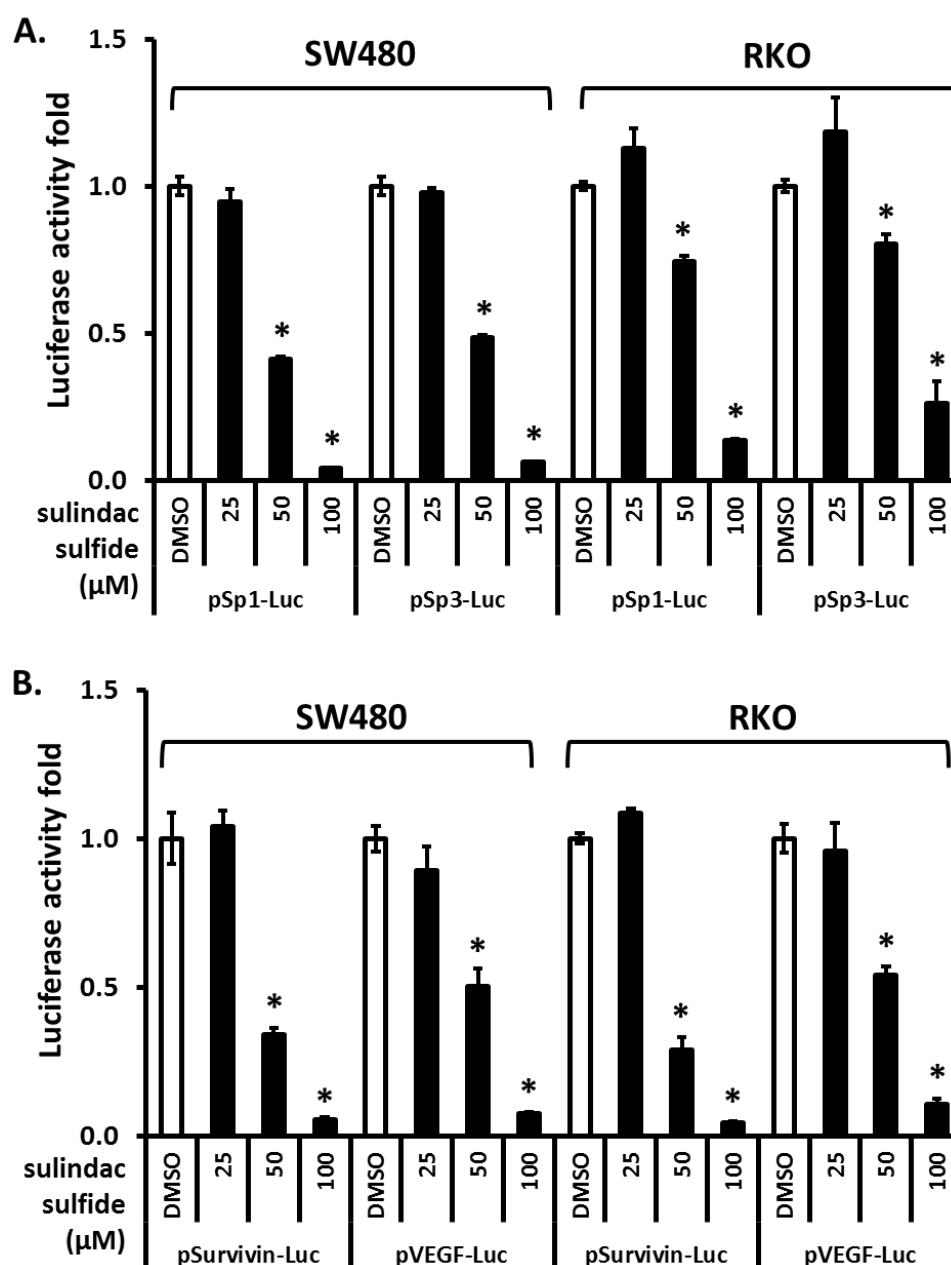 A.
1.5
SW480 RKO
1.0
Luciferase activity fold
* * * *
* * * *
0.5
0.0
sulindac sulfide (µM)
DMSO 25 50 100 DMSO 25 50 100 DMSO 25 50 100 DMSO 25 50 100
pSp1-Luc pSp3-Luc pSp1-Luc pSp3-Luc
B.
1.5
SW480 RKO
1.0
Luciferase activity fold
* * * *
* * * *
0.5
0.0
sulindac sulfide (µM)
DMSO 25 50 100 DMSO 25 50 100 DMSO 25 50 100 DMSO 25 50 100
pSurvivin-Luc pVEGF-Luc pSurvivin-Luc pVEGF-Luc